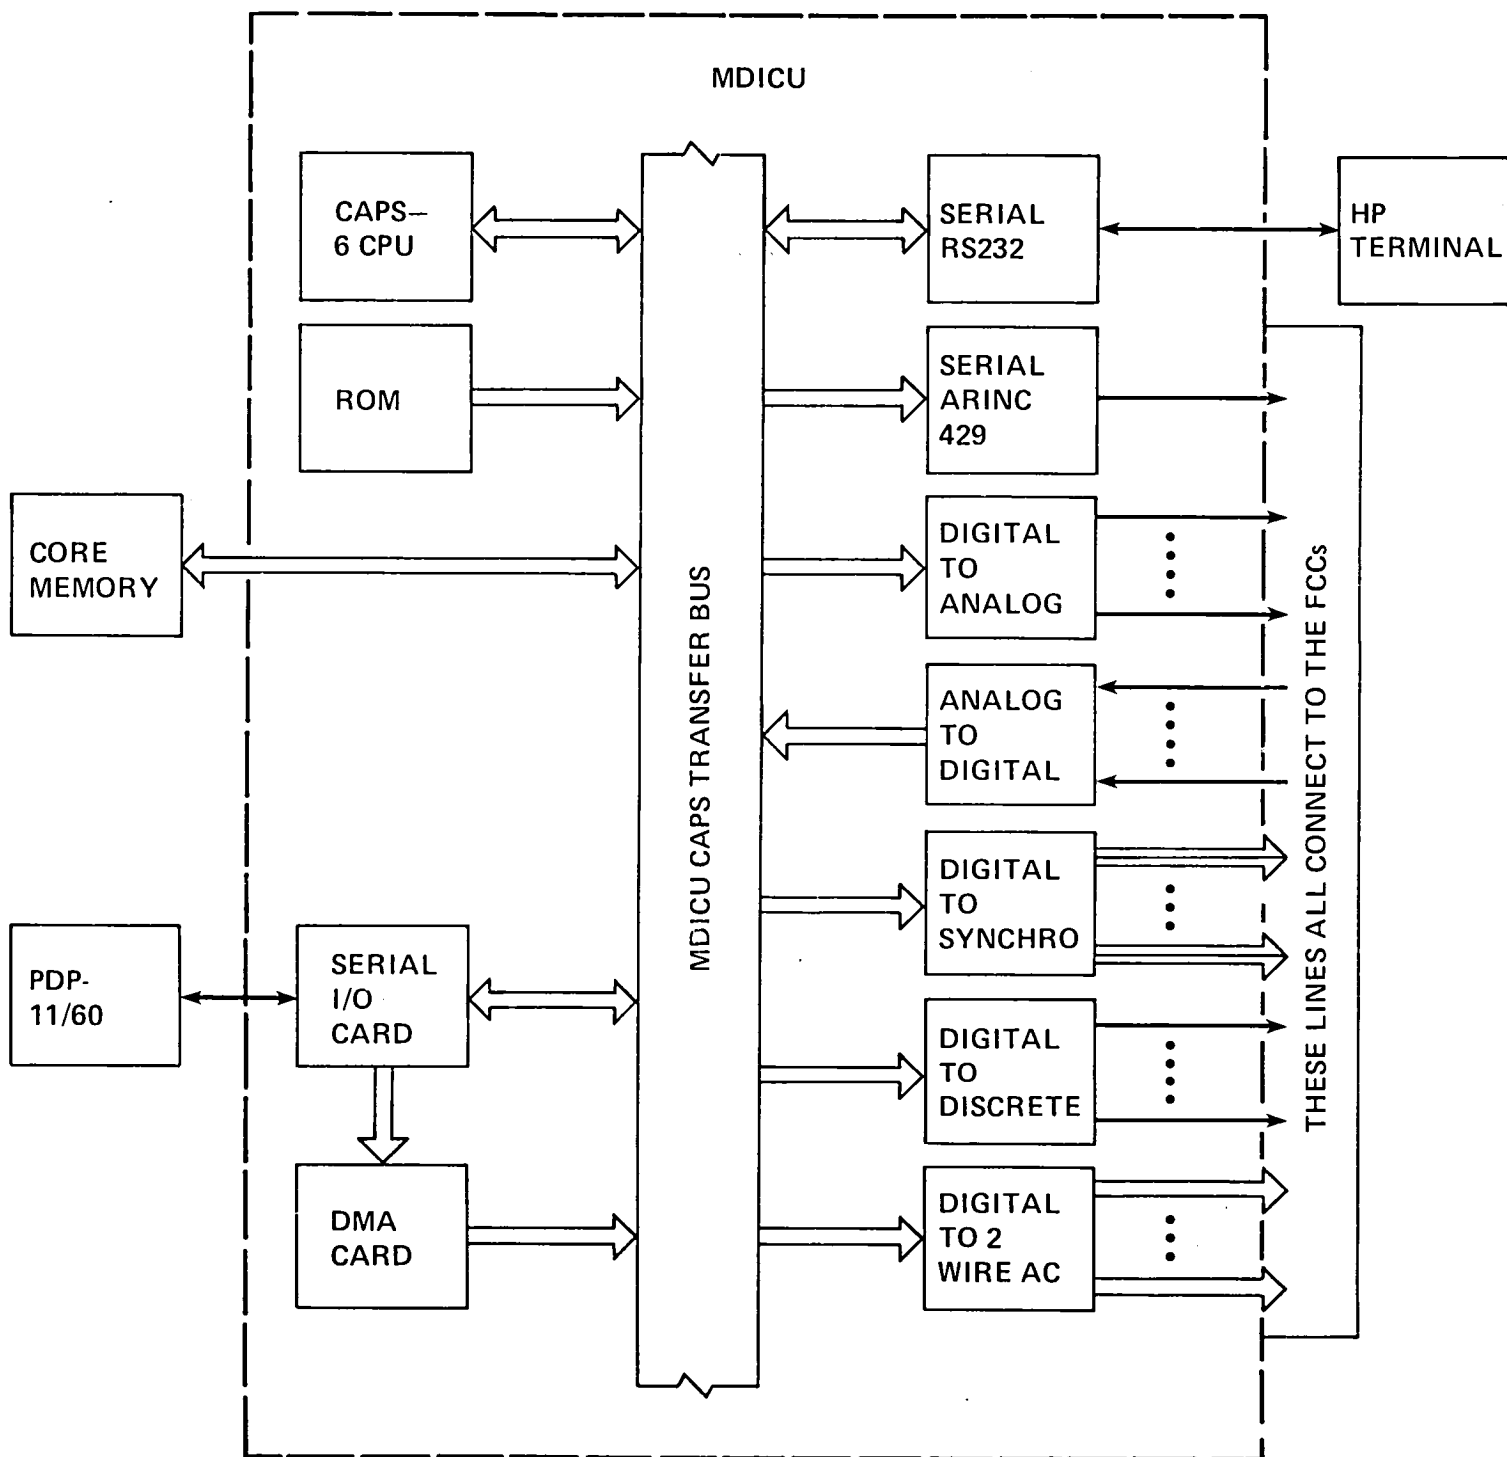 MDICU
CAPS—
6 CPU
SERIAL
RS232
HP
TERMINAL
ROM
SERIAL
ARINC
429
CORE
MEMORY
DIGITAL
TO
ANALOG
MDICU CAPS TRANSFER BUS
ANALOG
TO
DIGITAL
THESE LINES ALL CONNECT TO THE FCCs
DIGITAL
TO
SYNCHRO
PDP-
11/60
SERIAL
I/O
CARD
DIGITAL
TO
DISCRETE
DMA
CARD
DIGITAL
TO 2
WIRE AC